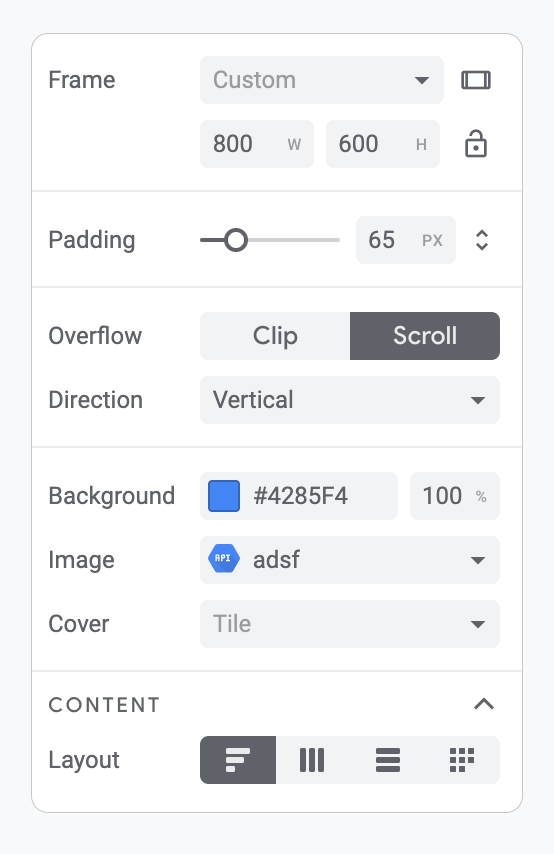 Frame Custom
800 W 600 H
Padding 65 PX
Overflow Clip Scroll
Direction Vertical
Background #4285F4 100 %
Image API adsf
Cover Tile
CONTENT
Layout